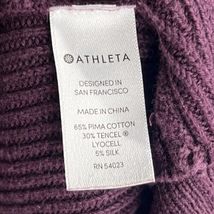 ATHLETA
DESIGNED IN
SAN FRANCISCO
MADE IN CHINA
65% PIMA COTTON
30% TENCEL®
LYOCELL
5% SILK
RN 54023